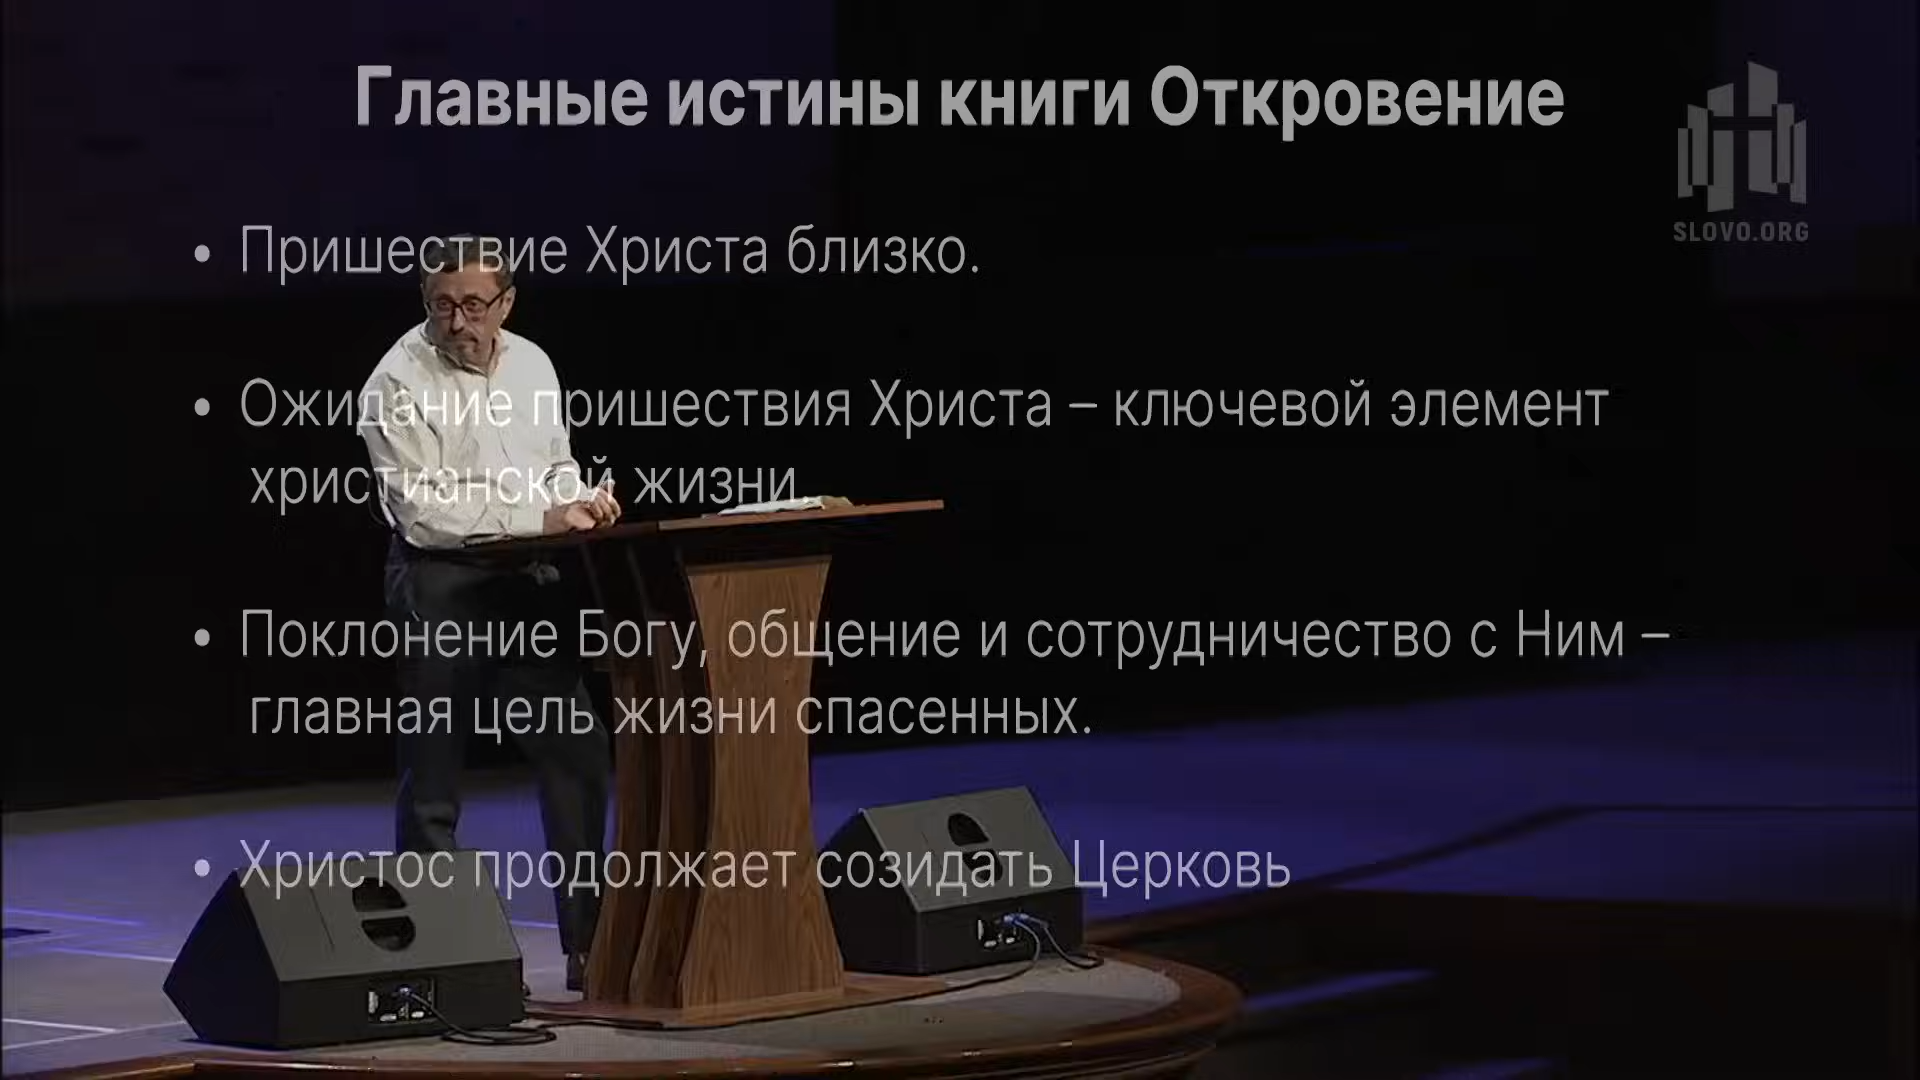 Главные истины книги Откровение
SLOVO.ORG
• Пришествие Христа близко.
• Ожидание пришествия Христа – ключевой элемент
христианской жизни.
• Поклонение Богу, общение и сотрудничество с Ним –
главная цель жизни спасенных.
• Христос продолжает созидать Церковь